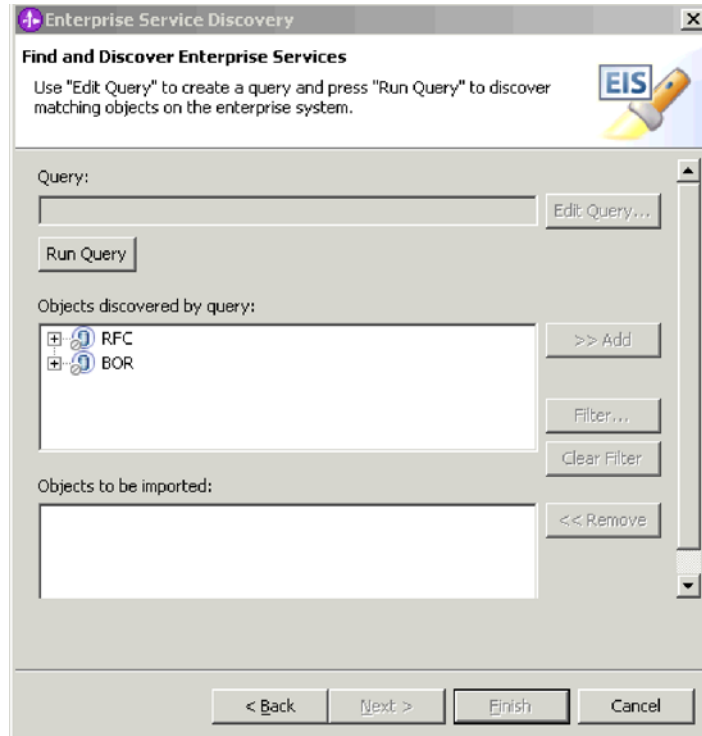 Enterprise Service Discovery
Find and Discover Enterprise Services
Use "Edit Query" to create a query and press "Run Query" to discover
matching objects on the enterprise system.
EIS
Query:
Edit Query...
Run Query
Objects discovered by query:
RFC
BOR
>> Add
Filter...
Clear Filter
Objects to be imported:
<< Remove
< Back
Next >
Finish
Cancel